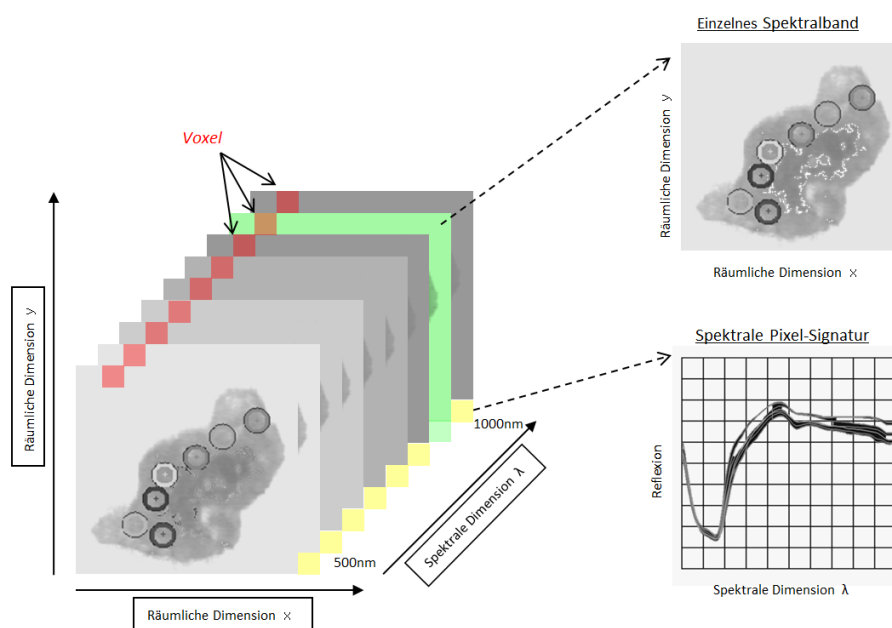 Einzelnes Spektralband
Räumliche Dimension y
Räumliche Dimension x
Voxel
Räumliche Dimension y
1000nm
Spektrale Dimension λ
500nm
Räumliche Dimension x
Spektrale Pixel-Signatur
Reflexion
Spektrale Dimension λ